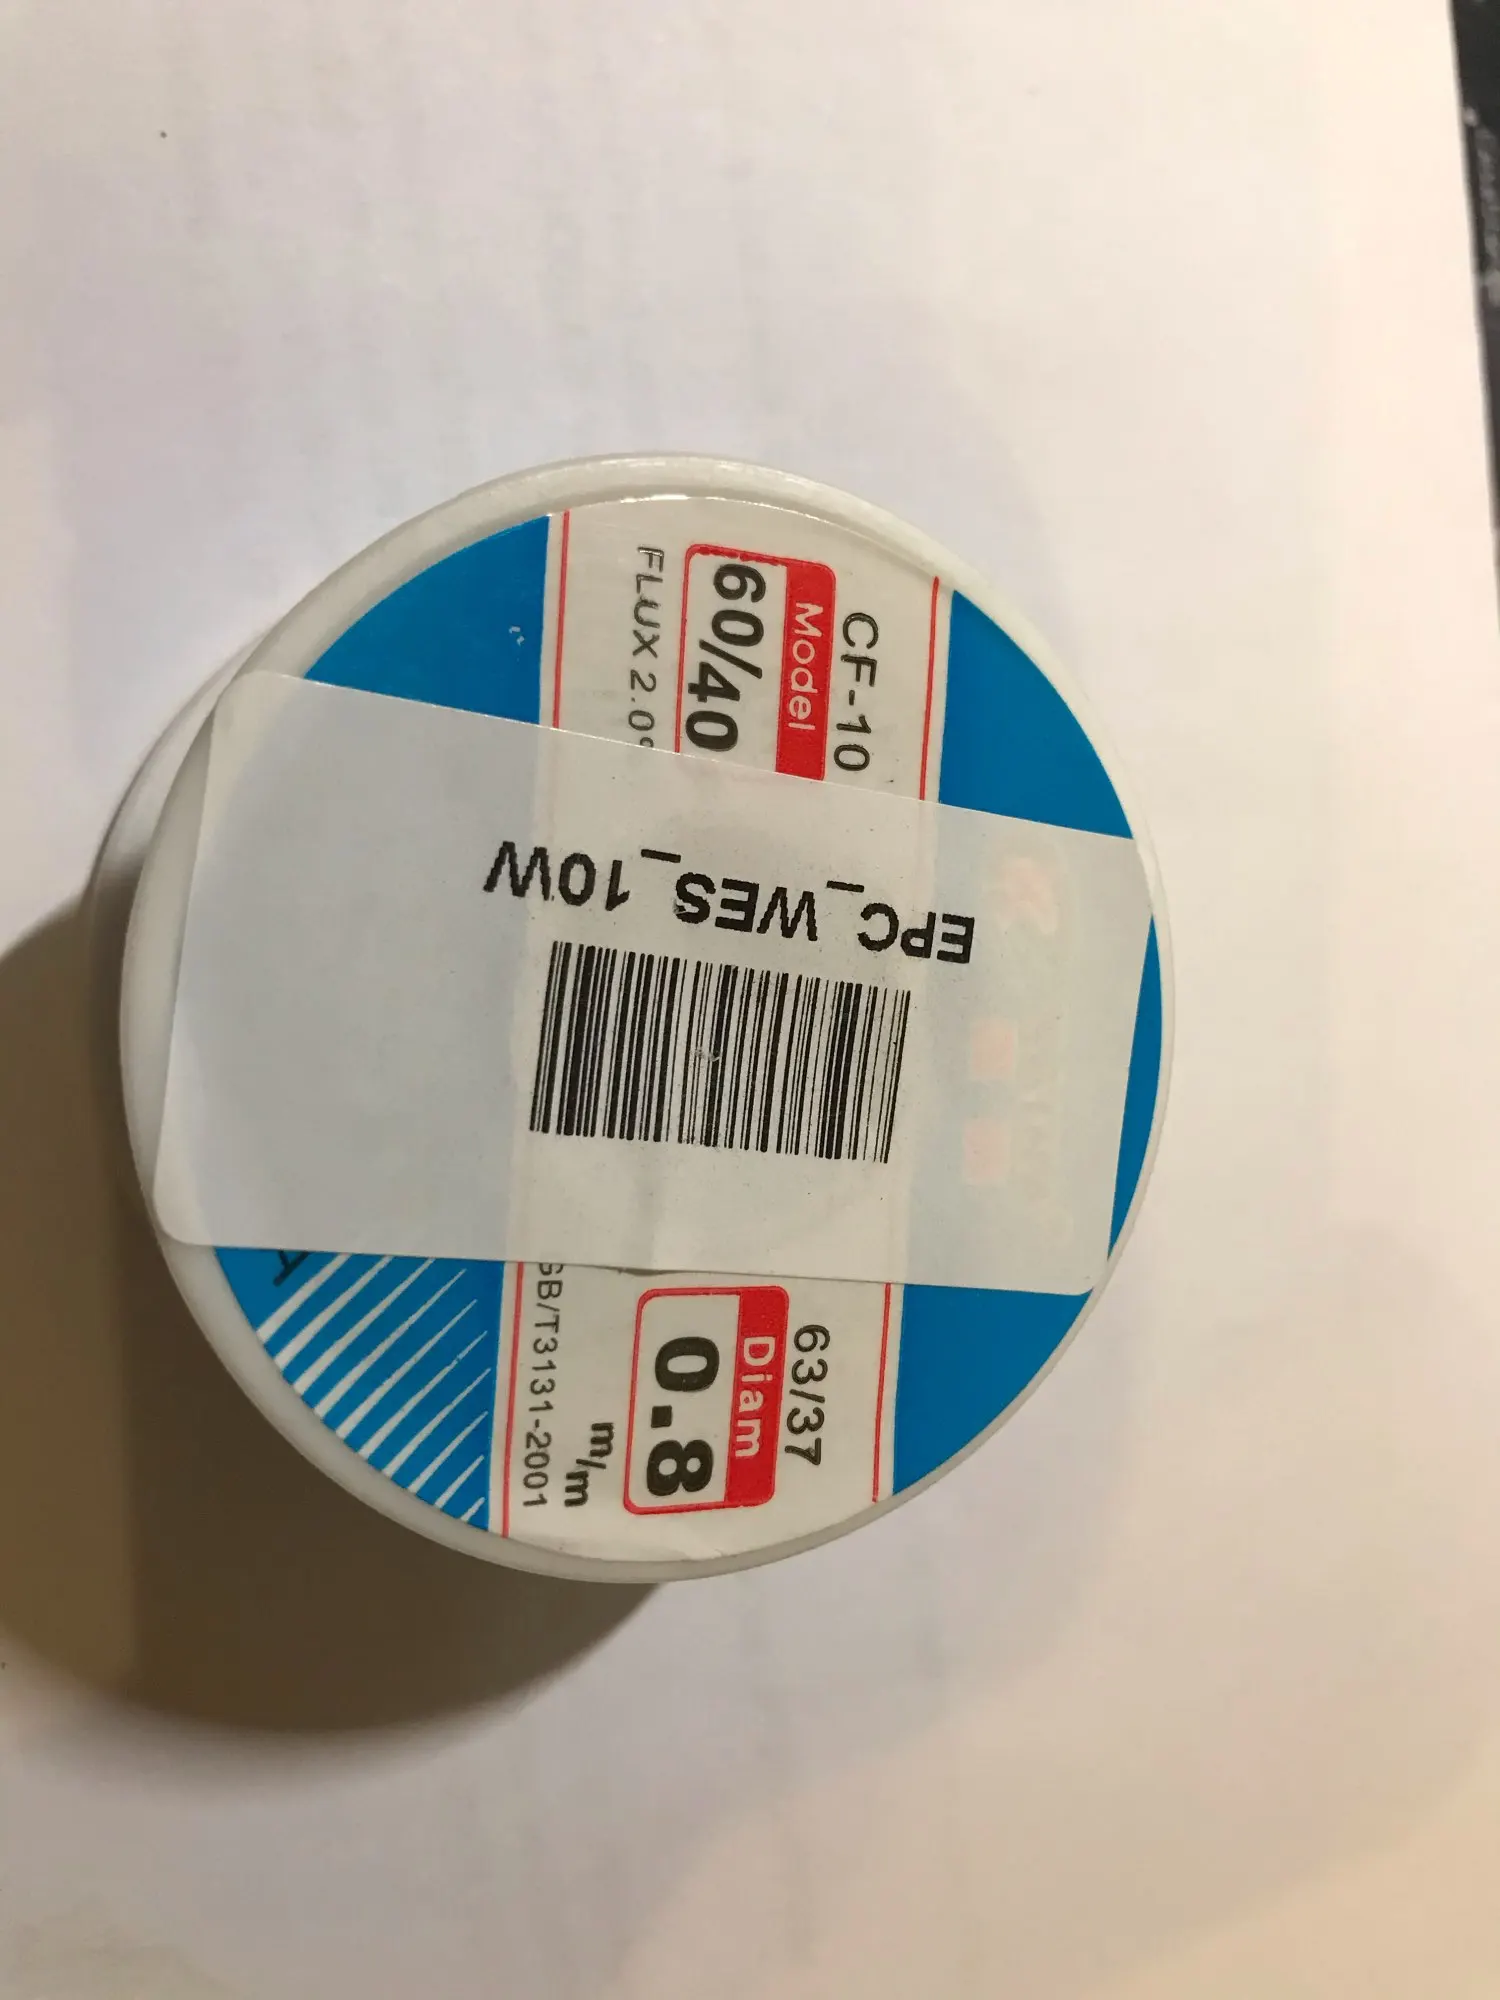 CF-10
Model
60/40
FLUX 2.0
EPC_WES_10W
63/37
Diam
0.8
m/m
GB/T3131-2001